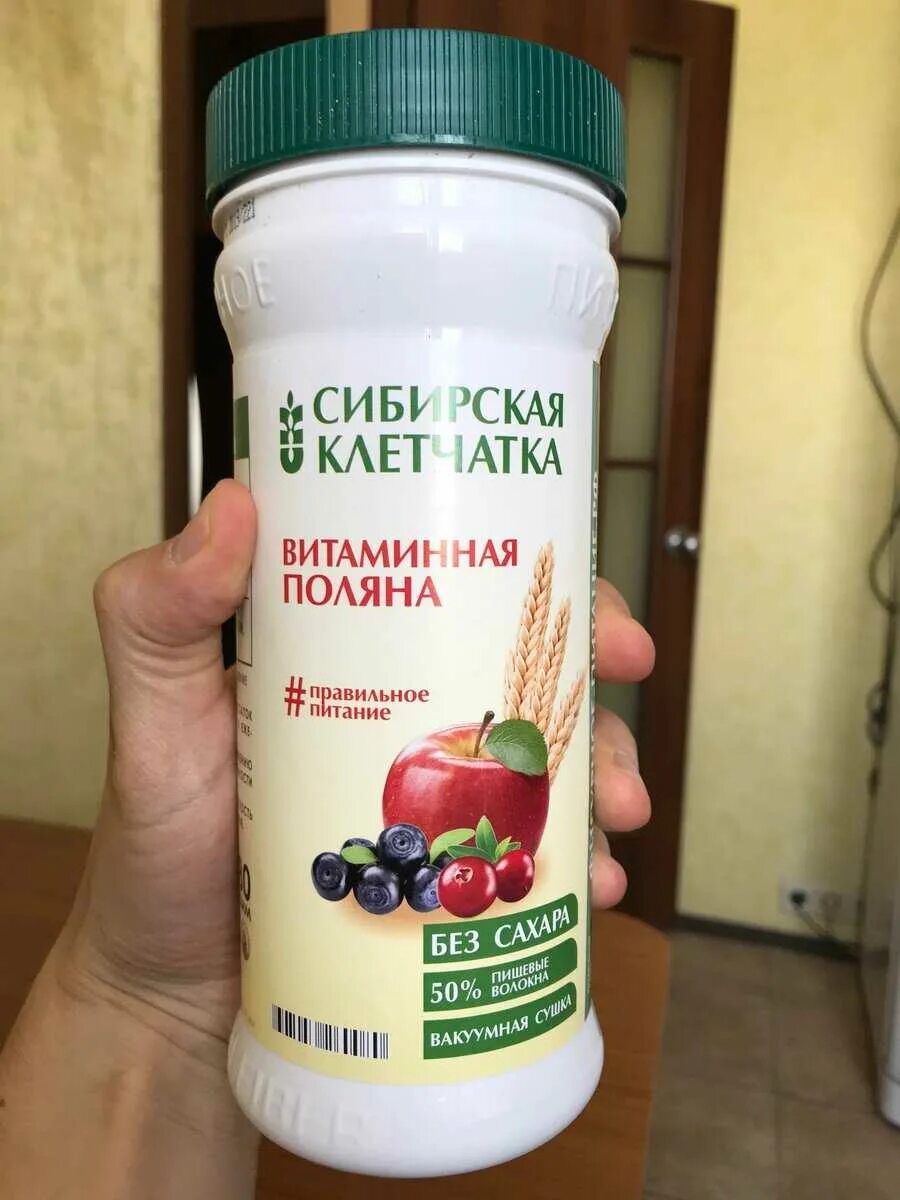 СИБИРСКАЯ
КЛЕТЧАТКА
ВИТАМИННАЯ
ПОЛЯНА
#правильное
питание
БЕЗ САХАРА
50% ПИЩЕВЫЕ
ВОЛОКНА
ВАКУУМНАЯ СУШКА